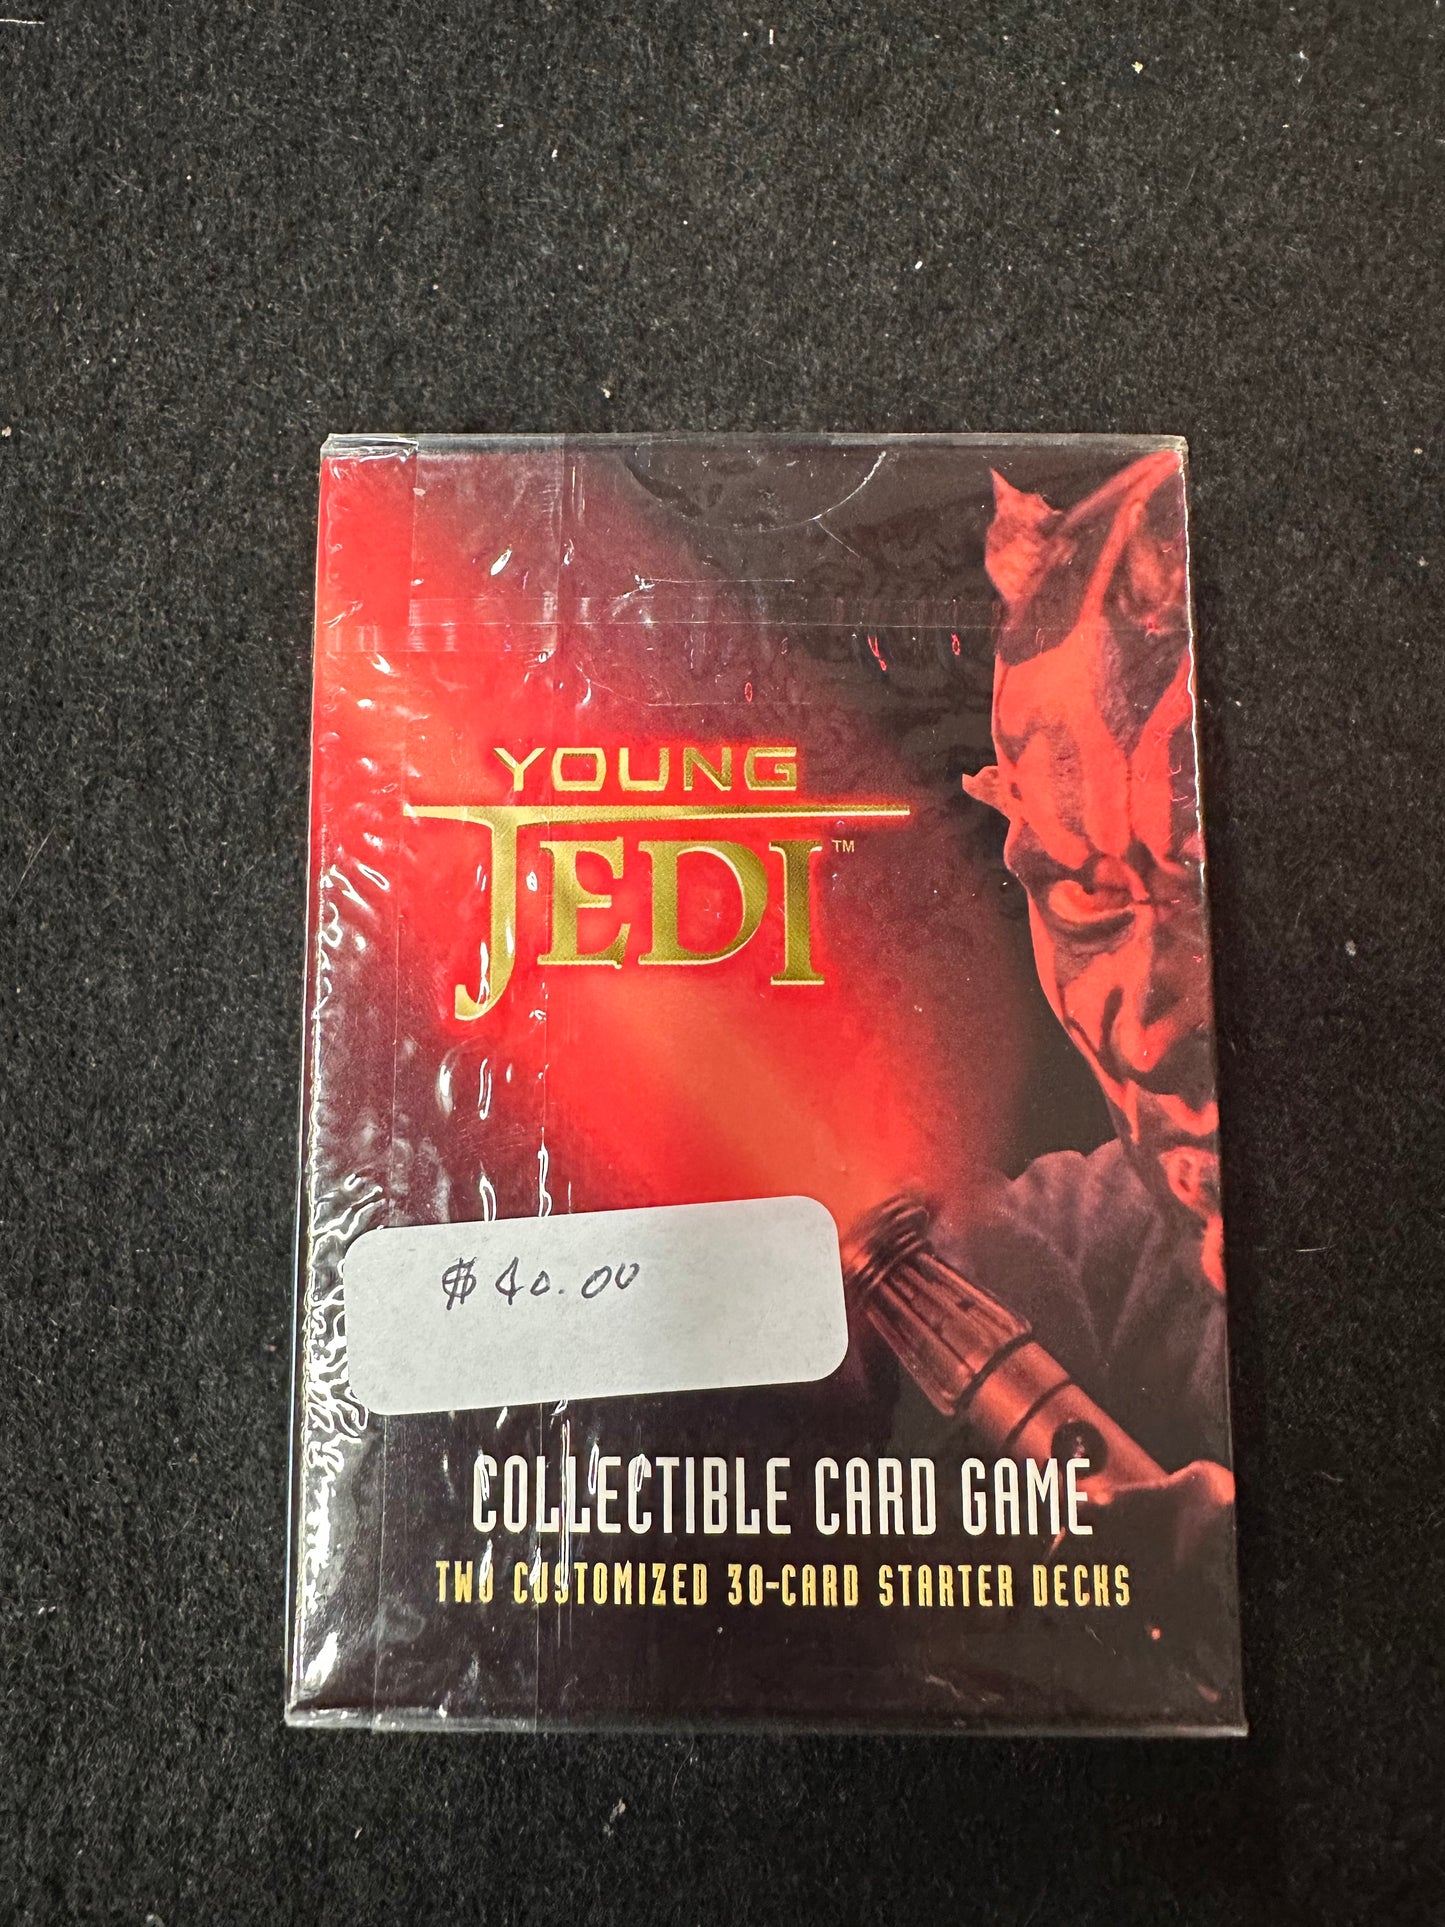 YOUNG
JEDI™
$ 40.00
COLLECTIBLE CARD GAME
TWO CUSTOMIZED 30-CARD STARTER DECKS